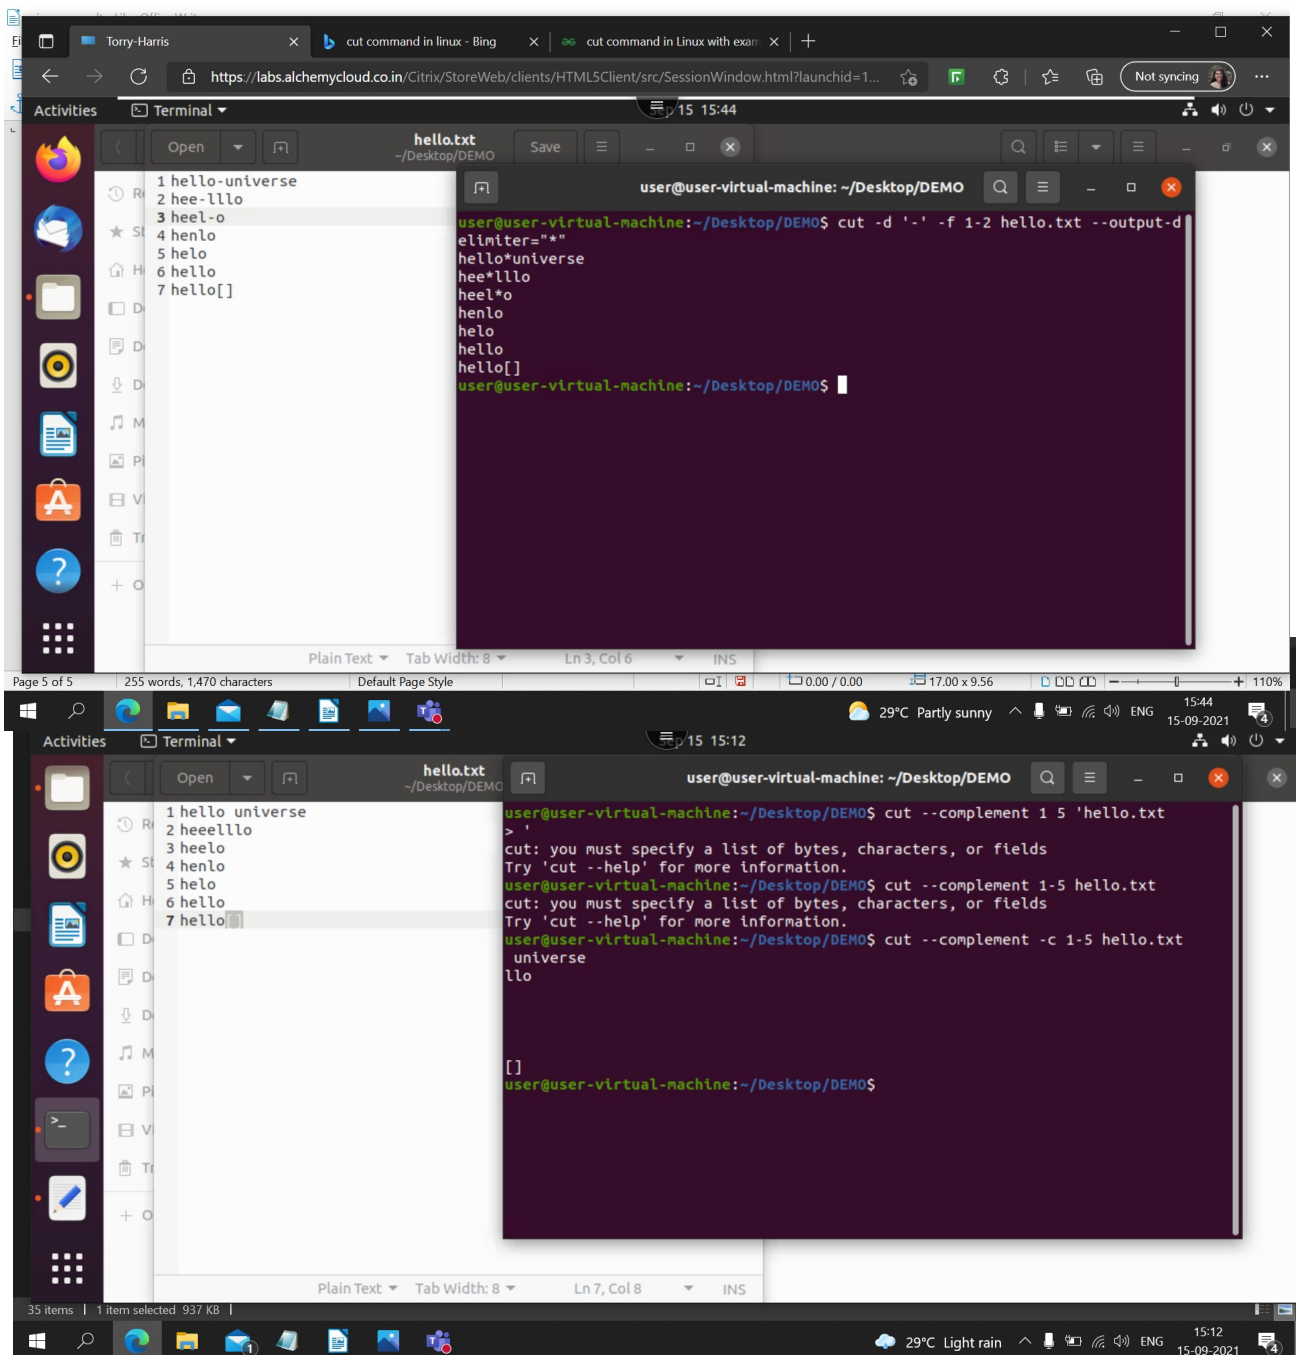 Torry-Harris
cut command in linux - Bing
cut command in Linux with exam
https://labs.alchemycloud.co.in/Citrix/StoreWeb/clients/HTML5Client/src/SessionWindow.html?launchid=1...
Not syncing
Activities
Terminal
15 15:44
Open
hello.txt
~/Desktop/DEMO
Save
user@user-virtual-machine: ~/Desktop/DEMO
1 hello-universe
2 hee-lllo
3 heel-o
4 henlo
5 helo
6 hello
7 hello[]
user@user-virtual-machine:~/Desktop/DEMO$ cut -d '-' -f 1-2 hello.txt --output-d
elimiter="*"
hello*universe
hee*lllo
heel*o
henlo
helo
hello
hello[]
user@user-virtual-machine:~/Desktop/DEMO$
Plain Text
Tab Width: 8
Ln 3, Col 6
INS
Page 5 of 5
255 words, 1,470 characters
Default Page Style
0.00 / 0.00
17.00 x 9.56
110%
29°C Partly sunny
ENG
15:44
15-09-2021
4
Activities
Terminal
15 15:12
Open
hello.txt
~/Desktop/DEMO
user@user-virtual-machine: ~/Desktop/DEMO
1 hello universe
2 heeelllo
3 heelo
4 henlo
5 helo
6 hello
7 hello[]
user@user-virtual-machine:~/Desktop/DEMO$ cut --complement 1 5 'hello.txt
> '
cut: you must specify a list of bytes, characters, or fields
Try 'cut --help' for more information.
user@user-virtual-machine:~/Desktop/DEMO$ cut --complement 1-5 hello.txt
cut: you must specify a list of bytes, characters, or fields
Try 'cut --help' for more information.
user@user-virtual-machine:~/Desktop/DEMO$ cut --complement -c 1-5 hello.txt
universe
llo
[]
user@user-virtual-machine:~/Desktop/DEMO$
Plain Text
Tab Width: 8
Ln 7, Col 8
INS
35 items
1 item selected 937 KB
1
29°C Light rain
ENG
15:12
15-09-2021
4